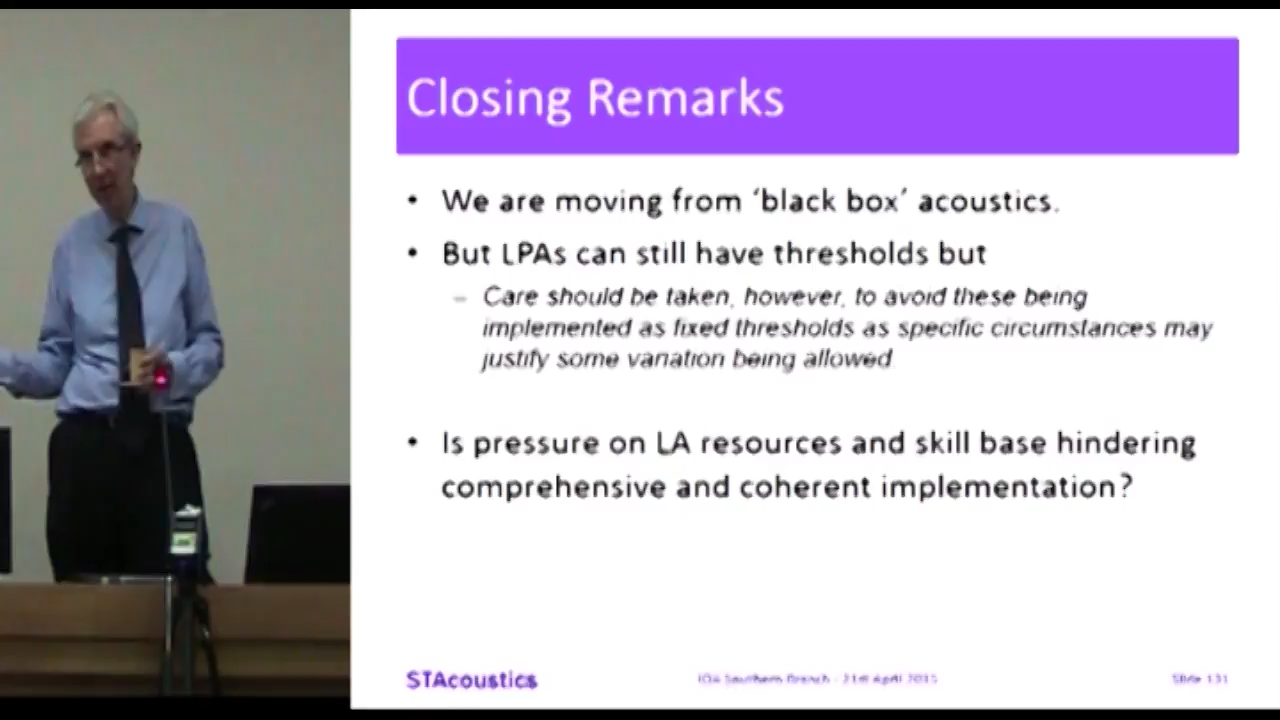 Closing Remarks
• We are moving from ‘black box’ acoustics.
• But LPAs can still have thresholds but
– Care should be taken, however, to avoid these being
implemented as fixed thresholds as specific circumstances may
justify some variation being allowed
• Is pressure on LA resources and skill base hindering
comprehensive and coherent implementation?
STAcoustics
IOA Southern Branch - 21st April 2015
Slide 131